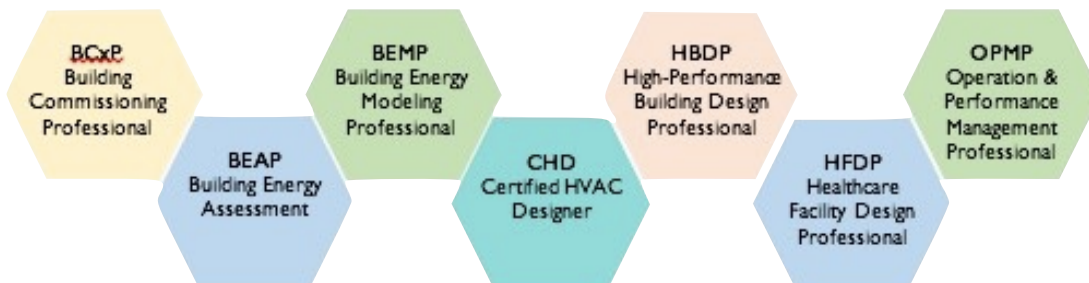 BCxP
Building
Commissioning
Professional
BEAP
Building Energy
Assessment
BEMP
Building Energy
Modeling
Professional
CHD
Certified HVAC
Designer
HBDP
High-Performance
Building Design
Professional
HFDP
Healthcare
Facility Design
Professional
OPMP
Operation &
Performance
Management
Professional